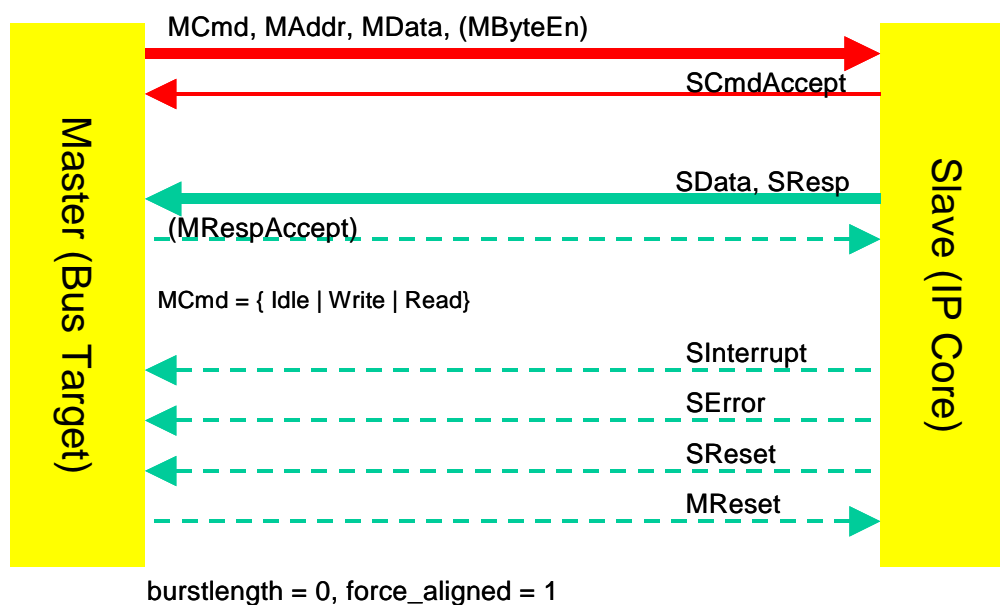 MCmd, MAddr, MData, (MByteEn)
SCmdAccept
Master (Bus Target)
Slave (IP Core)
SData, SResp
(MRespAccept)
MCmd = { Idle | Write | Read}
SInterrupt
SError
SReset
MReset
burstlength = 0, force_aligned = 1